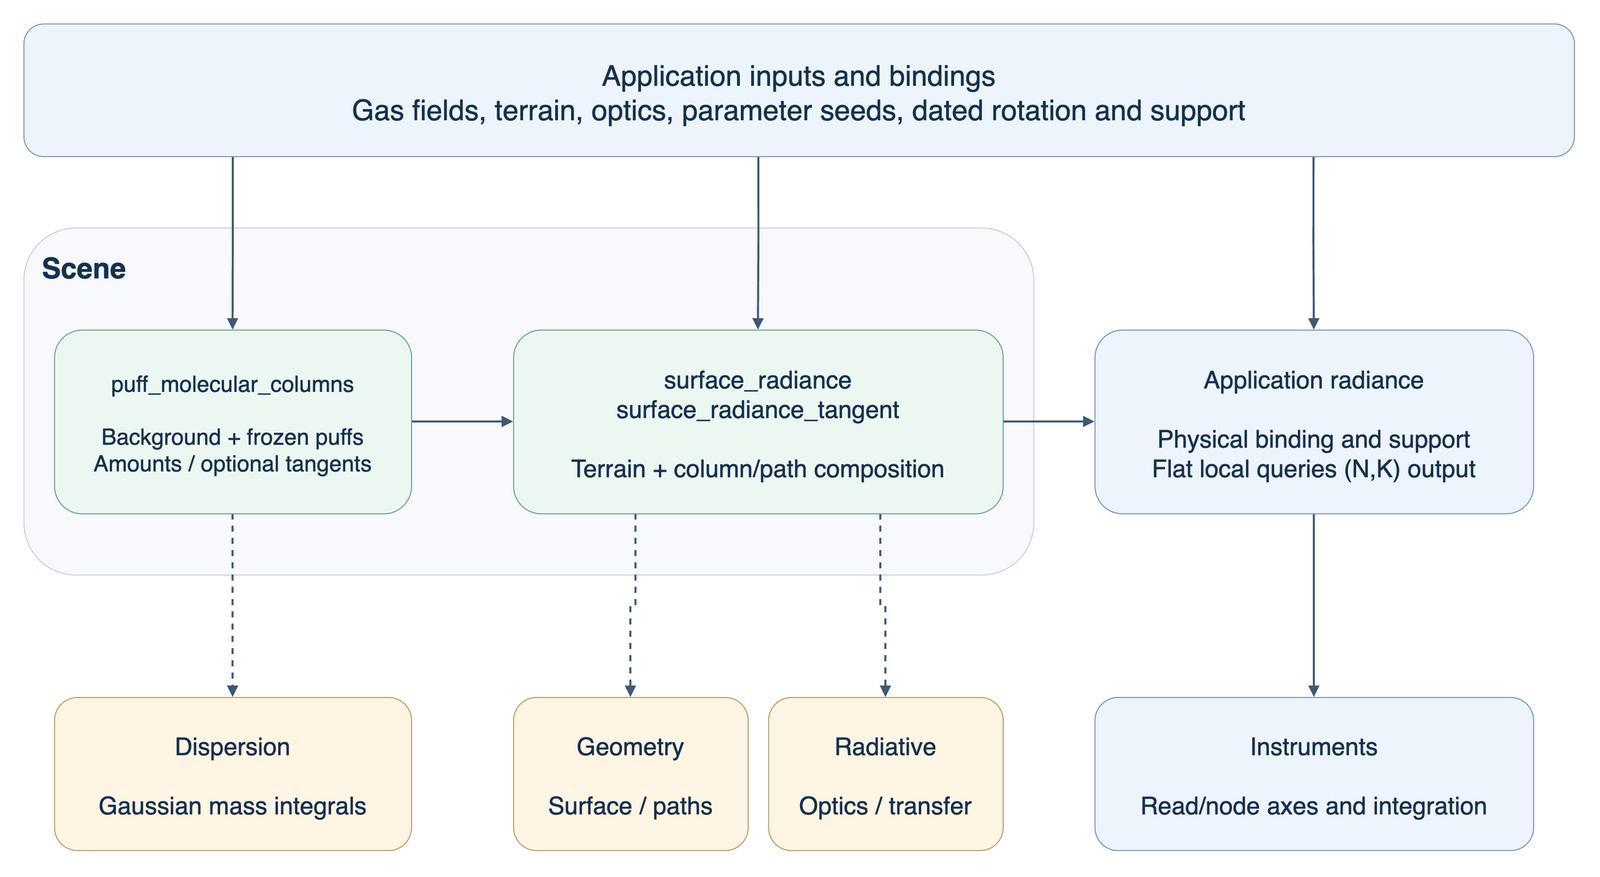 Application inputs and bindings
Gas fields, terrain, optics, parameter seeds, dated rotation and support
Scene
puff_molecular_columns
Background + frozen puffs
Amounts / optional tangents
surface_radiance
surface_radiance_tangent
Terrain + column/path composition
Application radiance
Physical binding and support
Flat local queries (N,K) output
Dispersion
Gaussian mass integrals
Geometry
Surface / paths
Radiative
Optics / transfer
Instruments
Read/node axes and integration